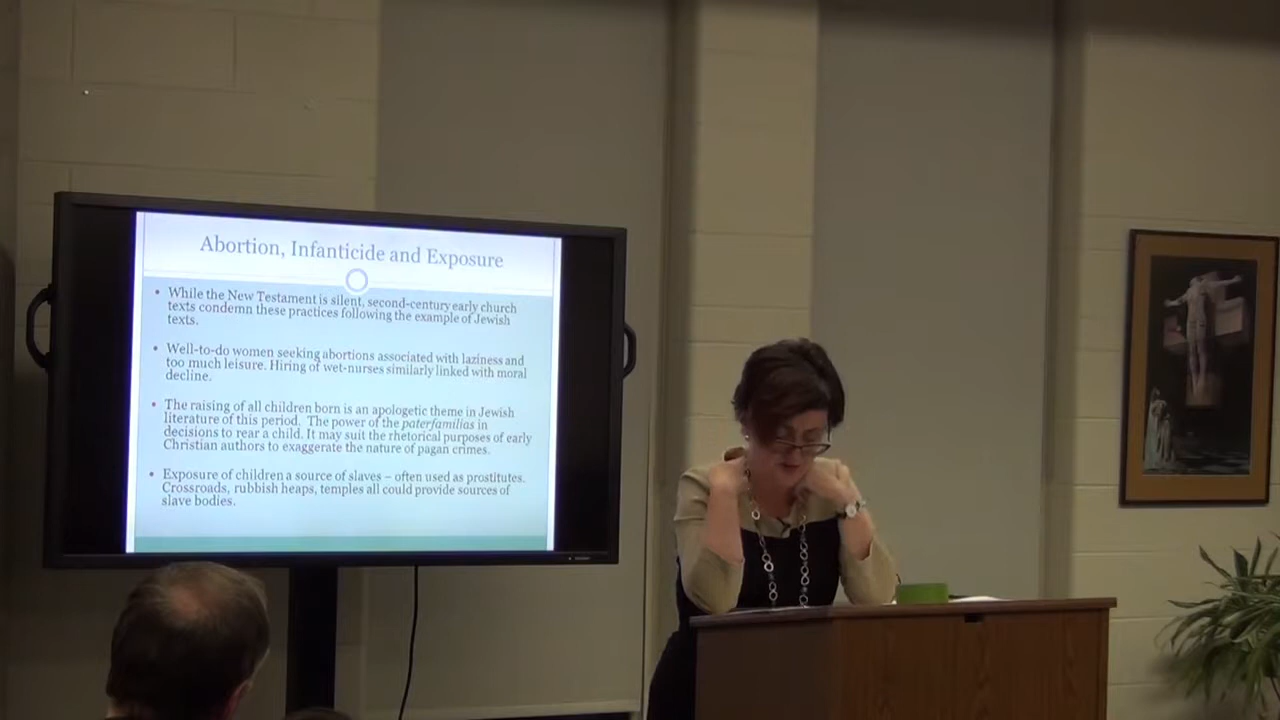 Abortion, Infanticide and Exposure
• While the New Testament is silent, second-century early church
texts condemn these practices following the example of Jewish
texts.
• Well-to-do women seeking abortions associated with laziness and
too much leisure. Hiring of wet-nurses similarly linked with moral
decline.
• The raising of all children born is an apologetic theme in Jewish
literature of this period. The power of the paterfamilias in
decisions to rear a child. It may suit the rhetorical purposes of early
Christian authors to exaggerate the nature of pagan crimes.
• Exposure of children a source of slaves – often used as prostitutes.
Crossroads, rubbish heaps, temples all could provide sources of
slave bodies.